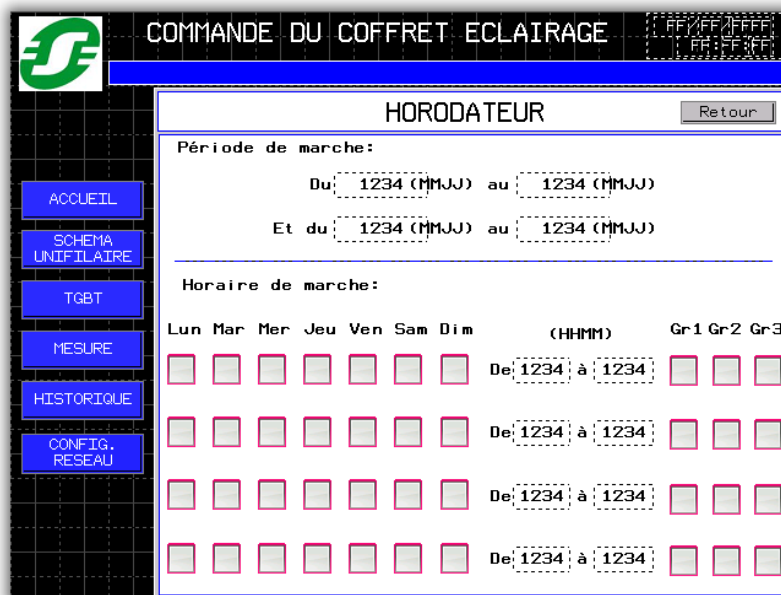 COMMANDE DU COFFRET ECLAIRAGE
FF/FF/FFFF
FF:FF:FF
HORODATEUR
Retour
Période de marche:
Du 1234 (MMJJ) au 1234 (MMJJ)
Et du 1234 (MMJJ) au 1234 (MMJJ)
ACCUEIL
SCHEMA
UNIFILAIRE
TGBT
MESURE
HISTORIQUE
CONFIG.
RESEAU
Horaire de marche:
Lun Mar Mer Jeu Ven Sam Dim (HHMM) Gr1 Gr2 Gr3
De 1234 à 1234
De 1234 à 1234
De 1234 à 1234
De 1234 à 1234